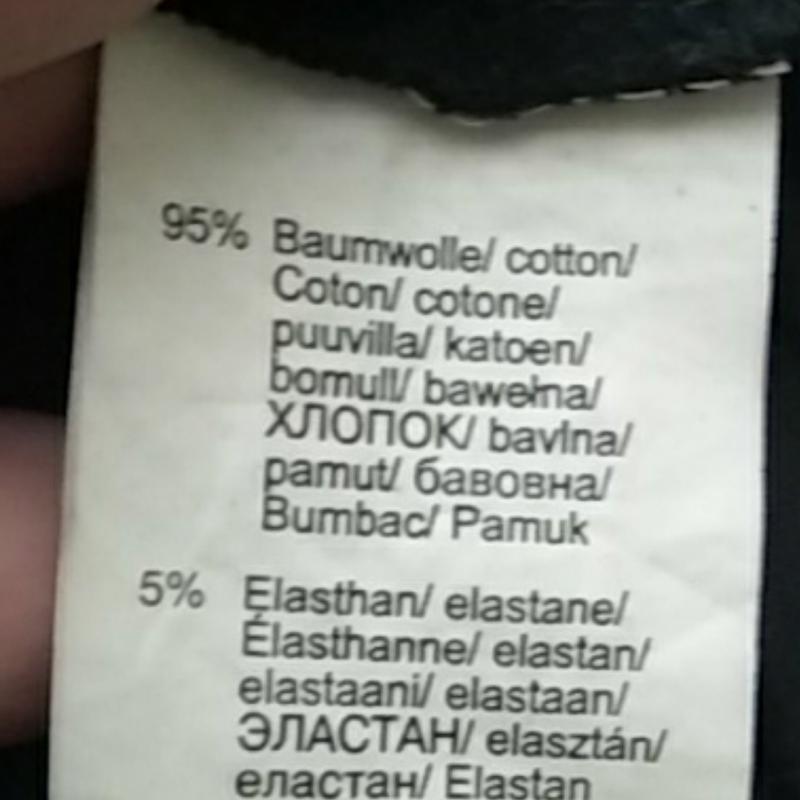 95% Baumwolle/ cotton/
Coton/ cotone/
puuvilla/ katoen/
bomull/ bawełna/
ХЛОПОК/ bavlna/
pamut/ бавовна/
Bumbac/ Pamuk
5% Elasthan/ elastane/
Élasthanne/ elastan/
elastaani/ elastaan/
ЭЛАСТАН/ elasztán/
еластан/ Elastan